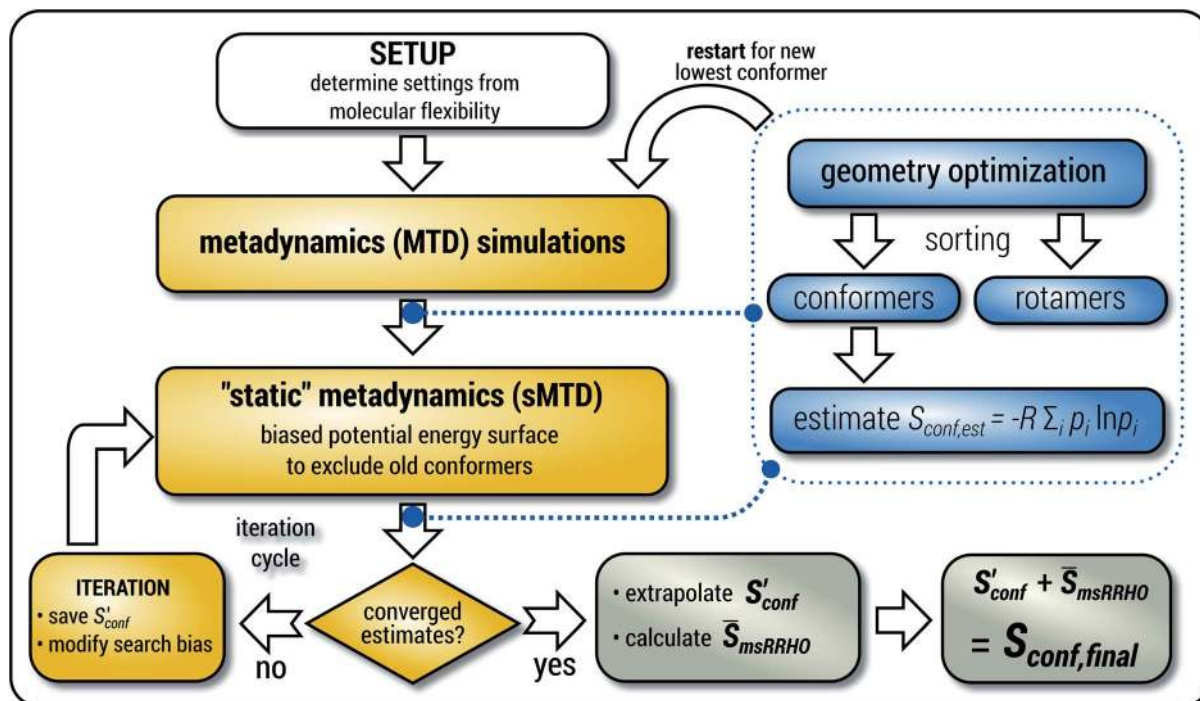 SETUP
determine settings from
molecular flexibility
restart for new
lowest conformer
metadynamics (MTD) simulations
geometry optimization
sorting
conformers
rotamers
estimate S_conf,est = -R Σ_i p_i ln p_i
"static" metadynamics (sMTD)
biased potential energy surface
to exclude old conformers
iteration
cycle
ITERATION
• save S'_conf
• modify search bias
no
converged
estimates?
yes
• extrapolate S'_conf
• calculate S̅_msRRHO
S'_conf + S̅_msRRHO
= S_conf,final